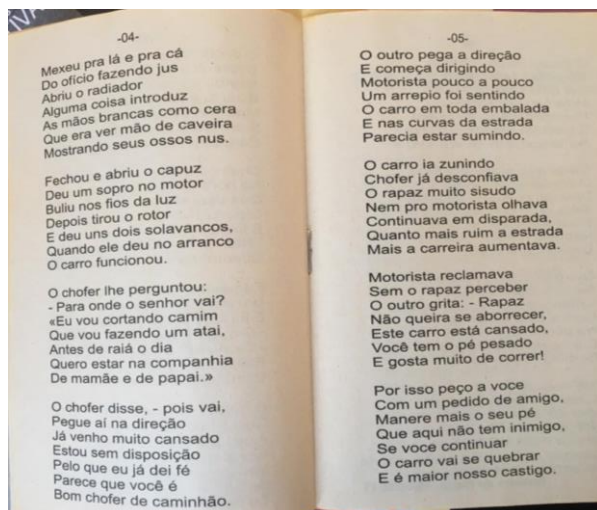 -04-
Mexeu pra lá e pra cá
Do ofício fazendo jus
Abriu o radiador
Alguma coisa introduz
As mãos brancas como cera
Que era ver mão de caveira
Mostrando seus ossos nus.
Fechou e abriu o capuz
Deu um sopro no motor
Buliu nos fios da luz
Depois tirou o rotor
E deu uns dois solavancos,
Quando ele deu no arranco
O carro funcionou.
O chofer lhe perguntou:
- Para onde o senhor vai?
«Eu vou cortando camim
Que vou fazendo um atai,
Antes de raiá o dia
Quero estar na companhia
De mamãe e de papai.»
O chofer disse, - pois vai,
Pegue aí na direção
Já venho muito cansado
Estou sem disposição
Pelo que eu já dei fé
Parece que você é
Bom chofer de caminhão.
-05-
O outro pega a direção
E começa dirigindo
Motorista pouco a pouco
Um arrepio foi sentindo
O carro em toda embalada
E nas curvas da estrada
Parecia estar sumindo.
O carro ia zunindo
Chofer já desconfiava
O rapaz muito sisudo
Nem pro motorista olhava
Continuava em disparada,
Quanto mais ruim a estrada
Mais a carreira aumentava.
Motorista reclamava
Sem o rapaz perceber
O outro grita: - Rapaz
Não queira se aborrecer,
Este carro está cansado,
Você tem o pé pesado
E gosta muito de correr!
Por isso peço a voce
Com um pedido de amigo,
Manere mais o seu pé
Que aqui não tem inimigo,
Se voce continuar
O carro vai se quebrar
E é maior nosso castigo.